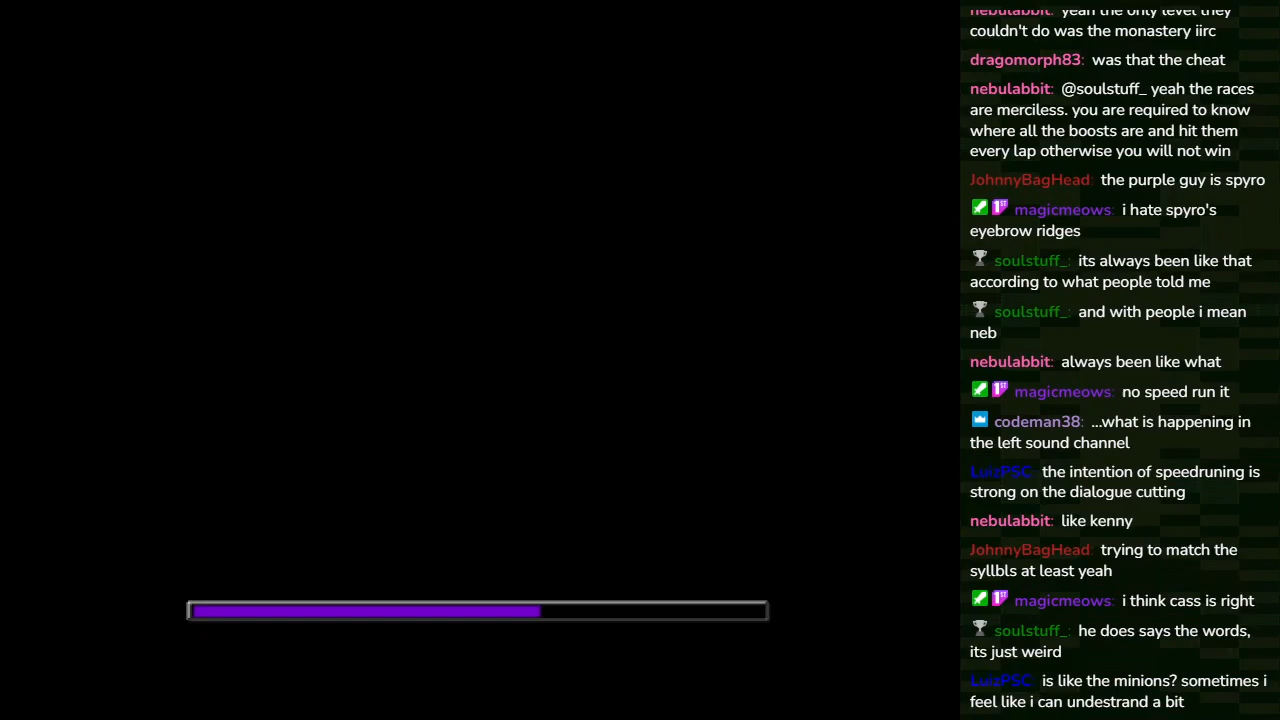 nebulabbit: yeah the only level they
couldn't do was the monastery iirc
dragomorph83: was that the cheat
nebulabbit: @soulstuff_ yeah the races
are merciless. you are required to know
where all the boosts are and hit them
every lap otherwise you will not win
JohnnyBagHead: the purple guy is spyro
magicmeows: i hate spyro's
eyebrow ridges
soulstuff_: its always been like that
according to what people told me
soulstuff_: and with people i mean
neb
nebulabbit: always been like what
magicmeows: no speed run it
codeman38: ...what is happening in
the left sound channel
LuizPSC: the intention of speedruning is
strong on the dialogue cutting
nebulabbit: like kenny
JohnnyBagHead: trying to match the
syllbls at least yeah
magicmeows: i think cass is right
soulstuff_: he does says the words,
its just weird
LuizPSC: is like the minions? sometimes i
feel like i can undestrand a bit